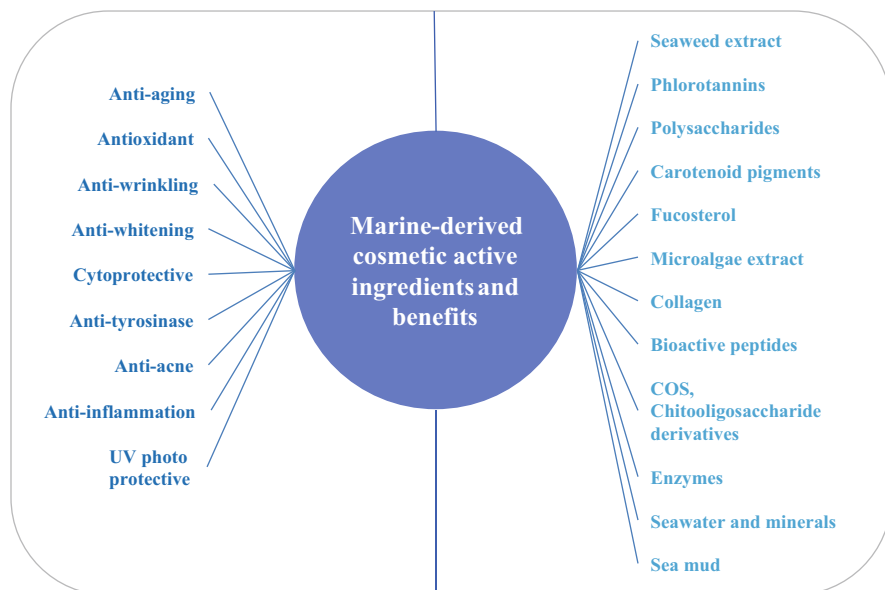 Anti-aging
Antioxidant
Anti-wrinkling
Anti-whitening
Cytoprotective
Anti-tyrosinase
Anti-acne
Anti-inflammation
UV photo
protective
Marine-derived
cosmetic active
ingredients and
benefits
Seaweed extract
Phlorotannins
Polysaccharides
Carotenoid pigments
Fucosterol
Microalgae extract
Collagen
Bioactive peptides
COS,
Chitooligosaccharide
derivatives
Enzymes
Seawater and minerals
Sea mud